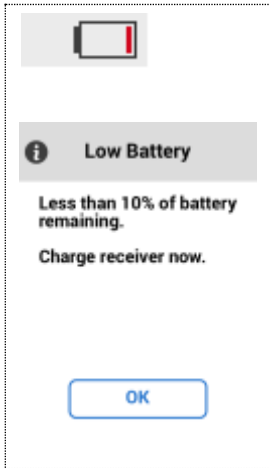 Low Battery
Less than 10% of battery
remaining.
Charge receiver now.
OK